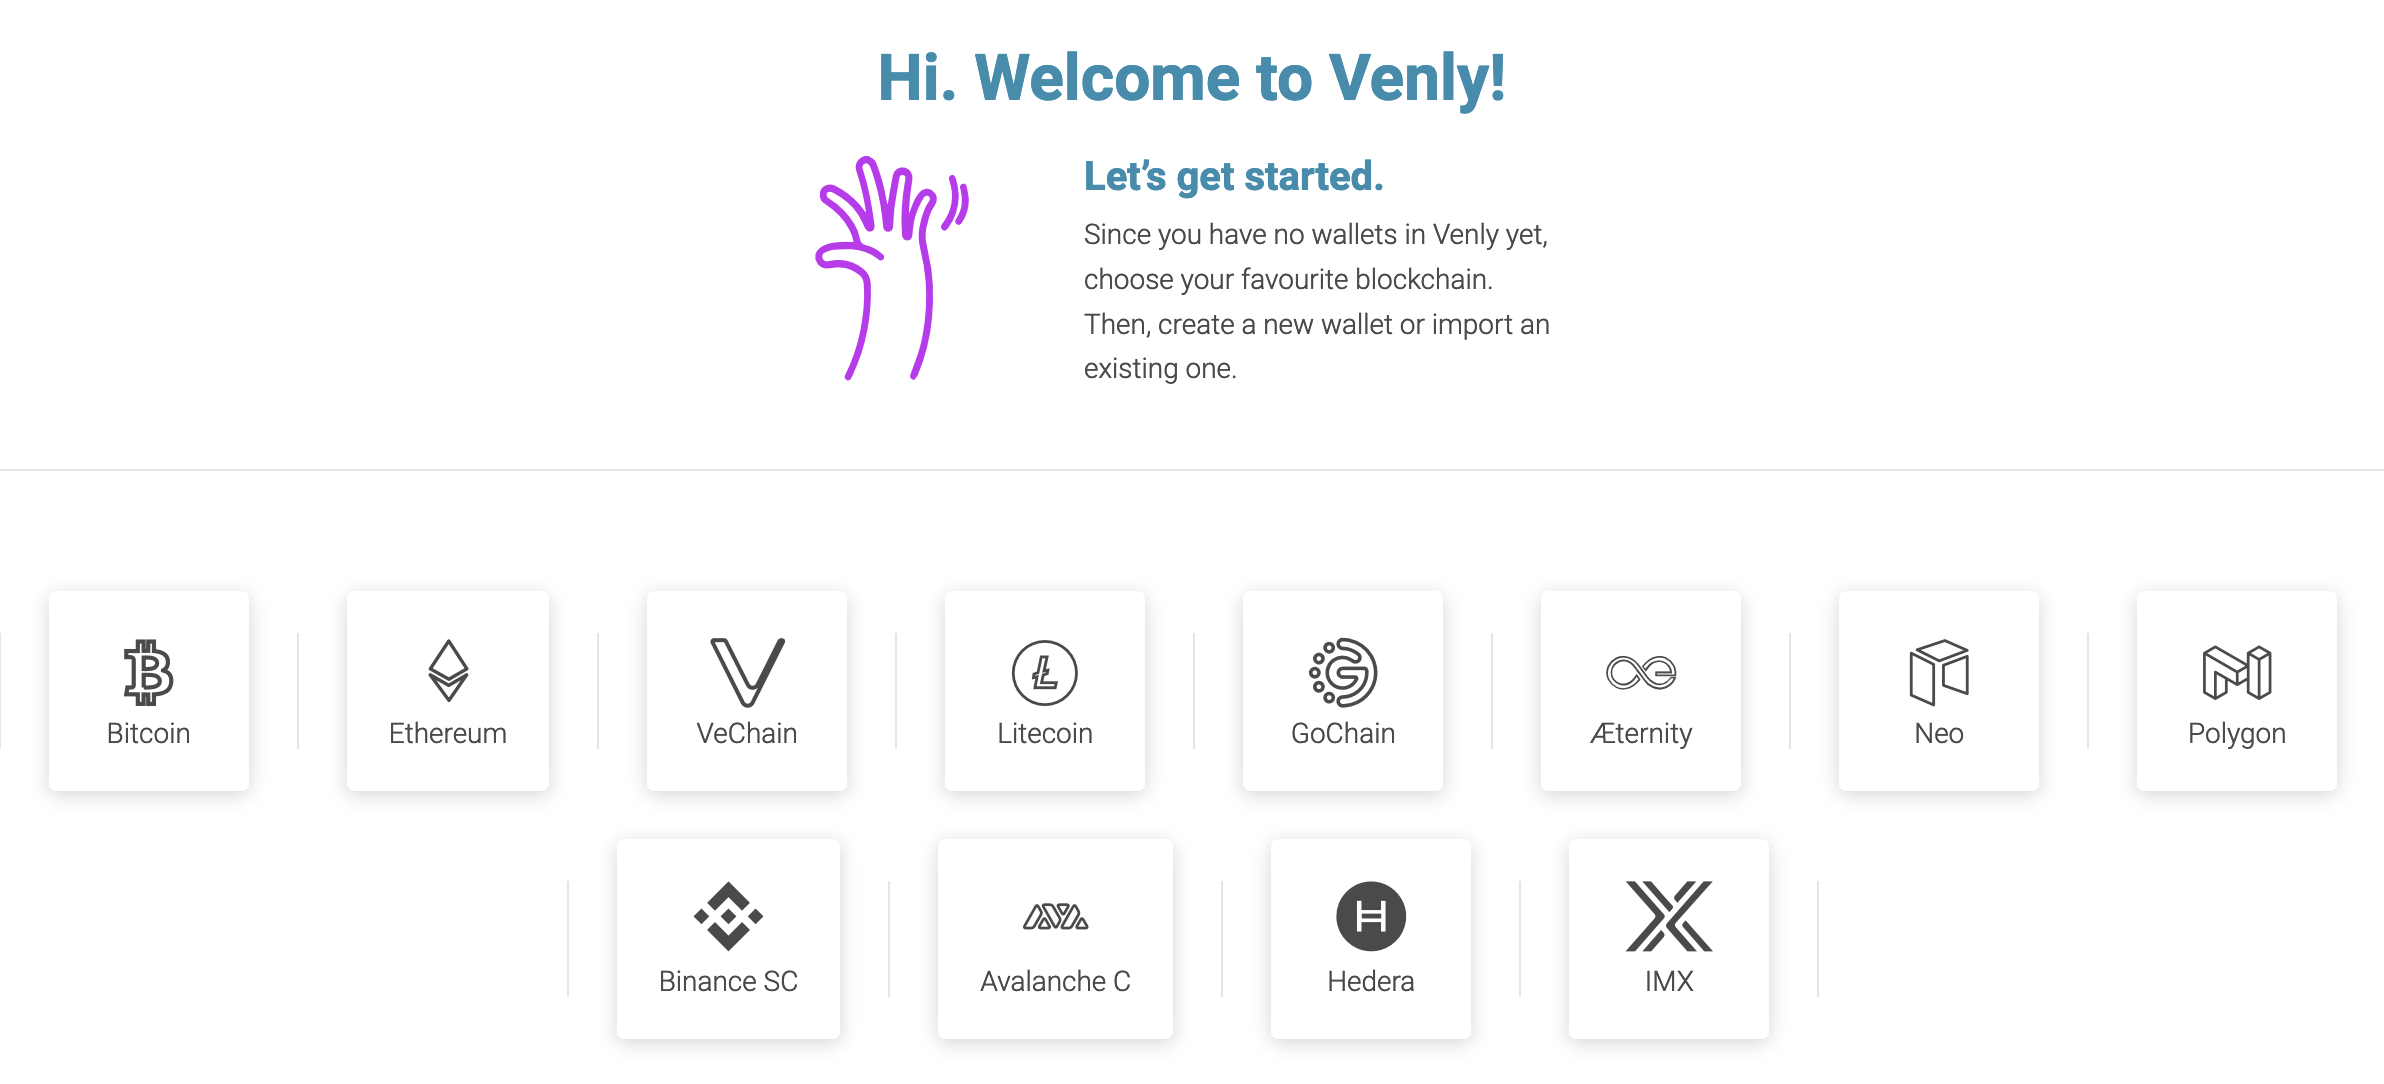 Hi. Welcome to Venly!
Let’s get started.
Since you have no wallets in Venly yet,
choose your favourite blockchain.
Then, create a new wallet or import an
existing one.
Bitcoin
Ethereum
VeChain
Litecoin
GoChain
Æternity
Neo
Polygon
Binance SC
Avalanche C
Hedera
IMX